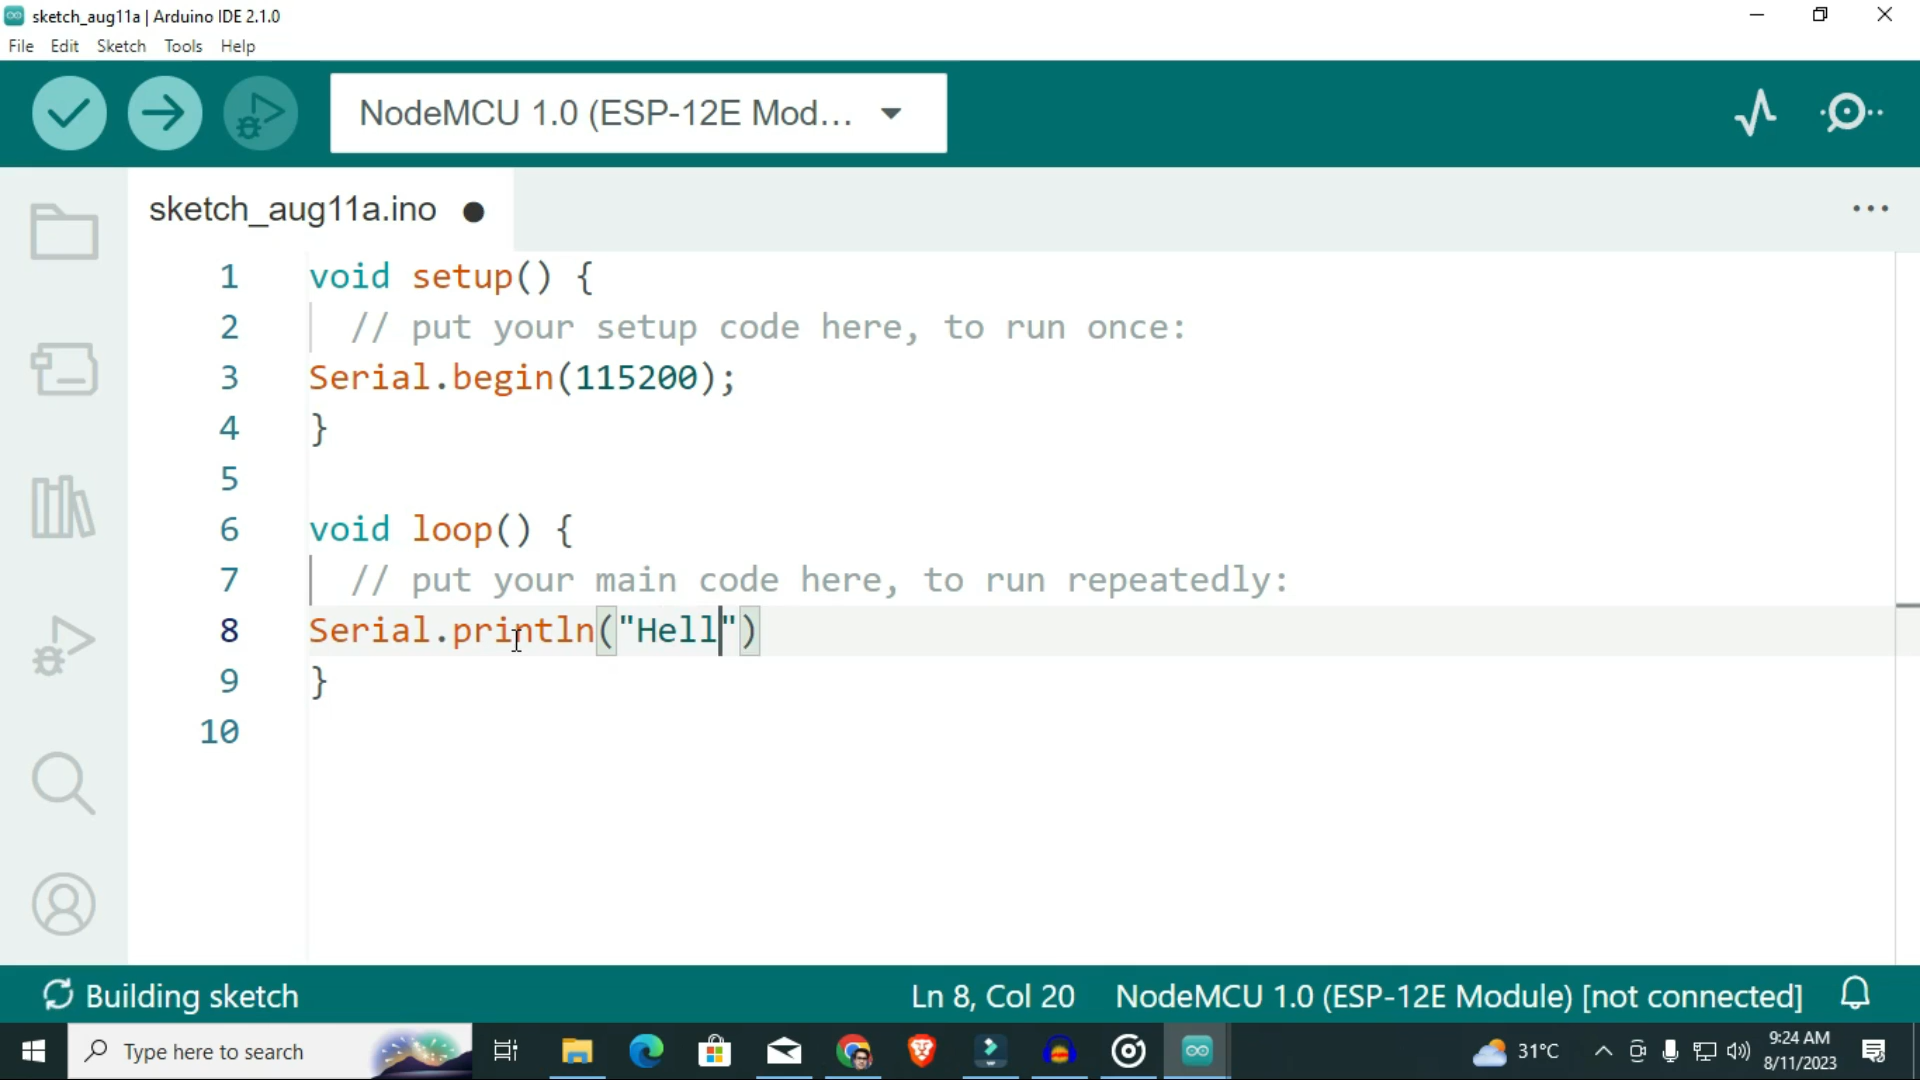 sketch_aug11a | Arduino IDE 2.1.0
File Edit Sketch Tools Help
NodeMCU 1.0 (ESP-12E Mod...
sketch_aug11a.ino
1 void setup() {
2 // put your setup code here, to run once:
3 Serial.begin(115200);
4 }
5
6 void loop() {
7 // put your main code here, to run repeatedly:
8 Serial.println("Hell")
9 }
10
Building sketch Ln 8, Col 20 NodeMCU 1.0 (ESP-12E Module) [not connected]
Type here to search 31°C 9:24 AM
8/11/2023